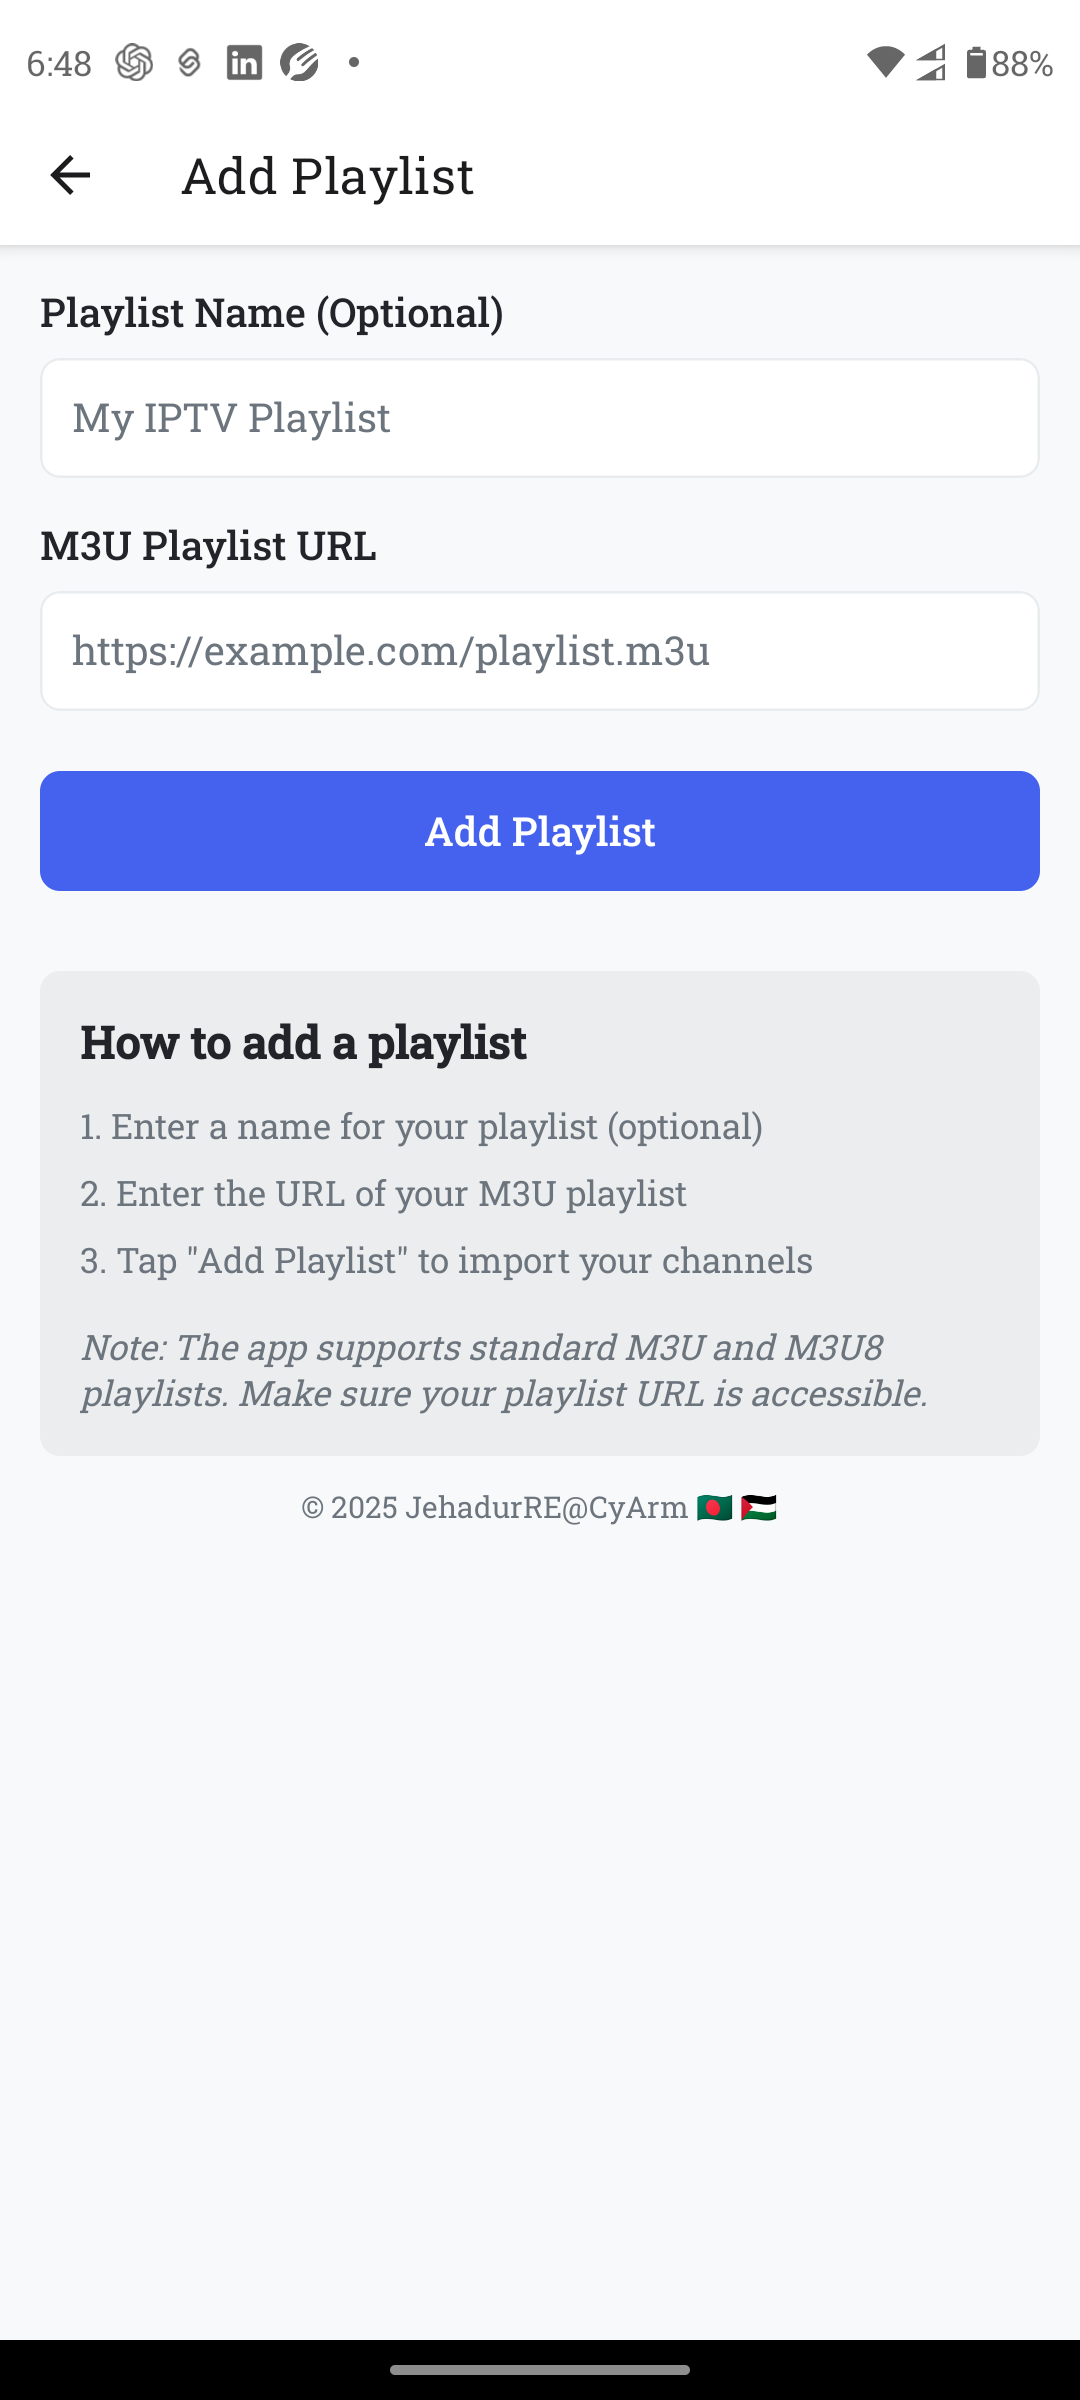 6:48
in
88%
Add Playlist
Playlist Name (Optional)
My IPTV Playlist
M3U Playlist URL
https://example.com/playlist.m3u
Add Playlist
How to add a playlist
1. Enter a name for your playlist (optional)
2. Enter the URL of your M3U playlist
3. Tap "Add Playlist" to import your channels
Note: The app supports standard M3U and M3U8
playlists. Make sure your playlist URL is accessible.
© 2025 JehadurRE@CyArm 🇧🇩 🇵🇸